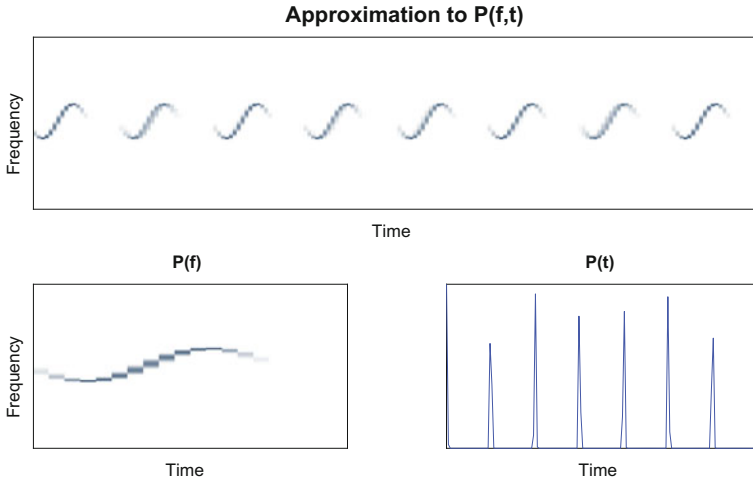 Approximation to P(f,t)
Frequency
Time
P(f)
P(t)
Frequency
Time
Time